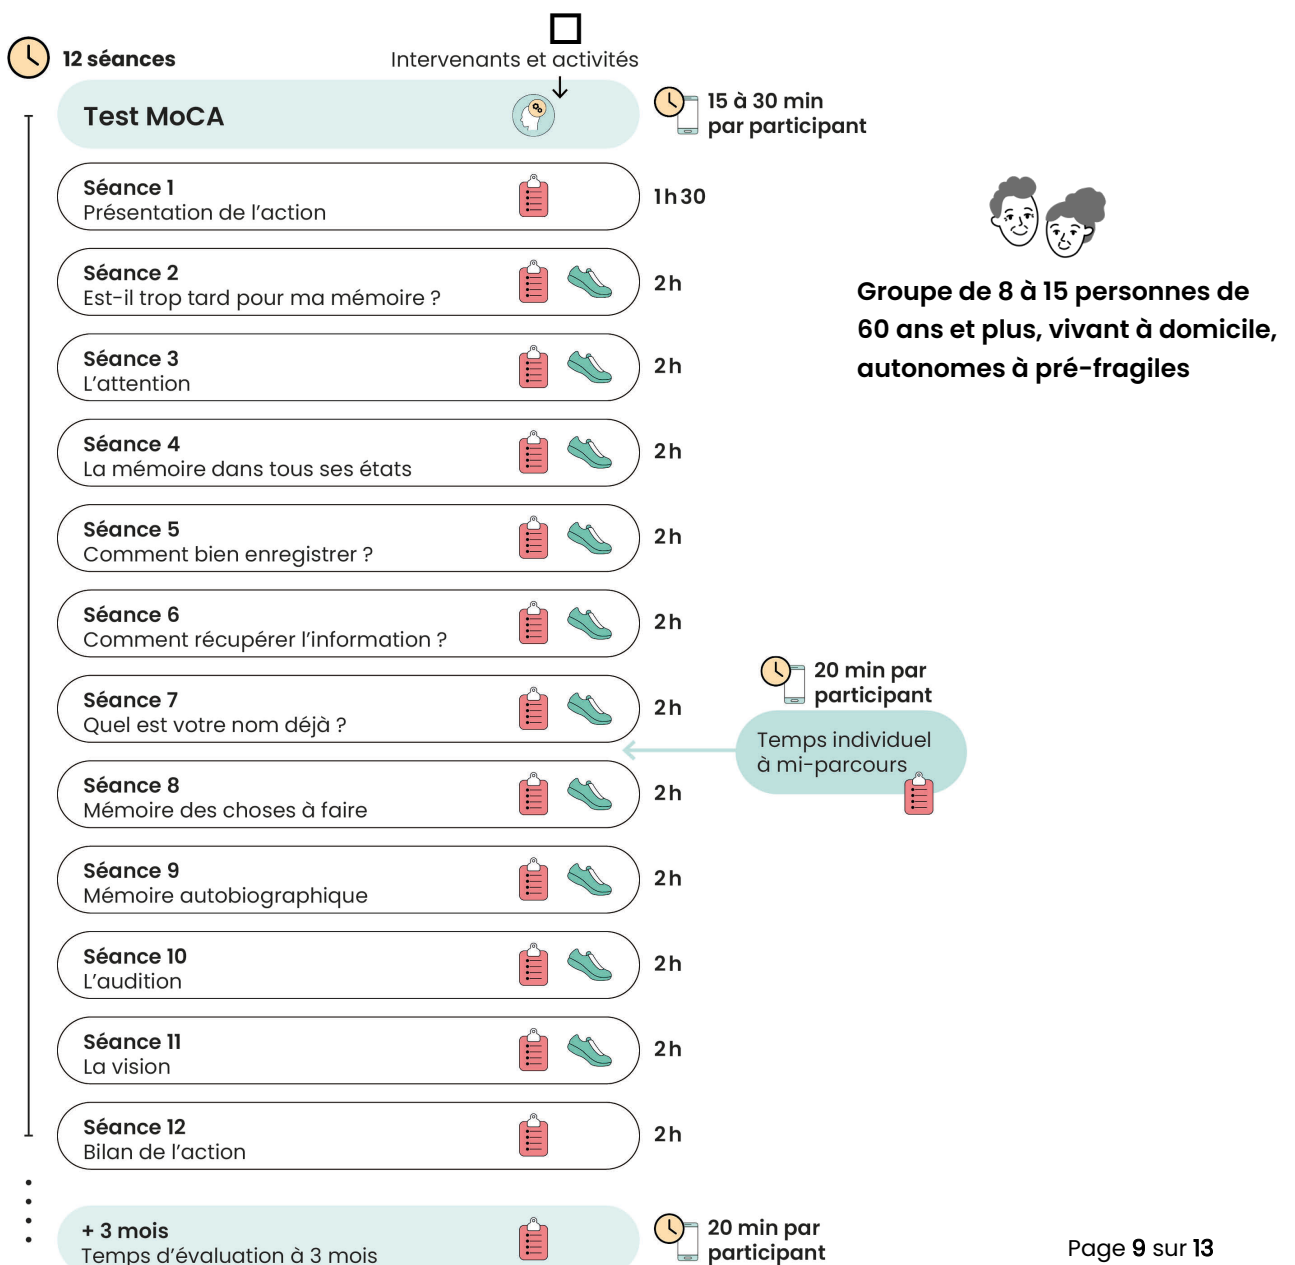 12 séances
Intervenants et activités
Test MoCA
15 à 30 min
par participant
Séance 1
Présentation de l'action
1h30
Séance 2
Est-il trop tard pour ma mémoire ?
2h
Groupe de 8 à 15 personnes de
60 ans et plus, vivant à domicile,
autonomes à pré-fragiles
Séance 3
L'attention
2h
Séance 4
La mémoire dans tous ses états
2h
Séance 5
Comment bien enregistrer ?
2h
Séance 6
Comment récupérer l'information ?
2h
Séance 7
Quel est votre nom déjà ?
2h
20 min par
participant
Temps individuel
à mi-parcours
Séance 8
Mémoire des choses à faire
2h
Séance 9
Mémoire autobiographique
2h
Séance 10
L'audition
2h
Séance 11
La vision
2h
Séance 12
Bilan de l'action
2h
+ 3 mois
Temps d'évaluation à 3 mois
20 min par
participant
Page 9 sur 13